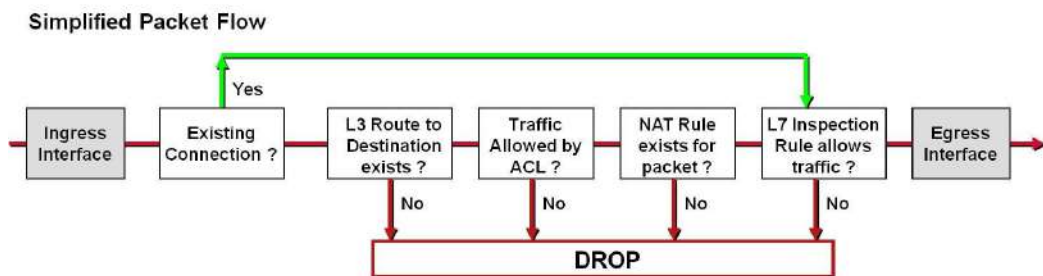 Simplified Packet Flow
Yes
Ingress
Interface
Existing
Connection ?
L3 Route to
Destination
exists ?
Traffic
Allowed by
ACL ?
NAT Rule
exists for
packet ?
L7 Inspection
Rule allows
traffic ?
Egress
Interface
No
No
No
No
DROP